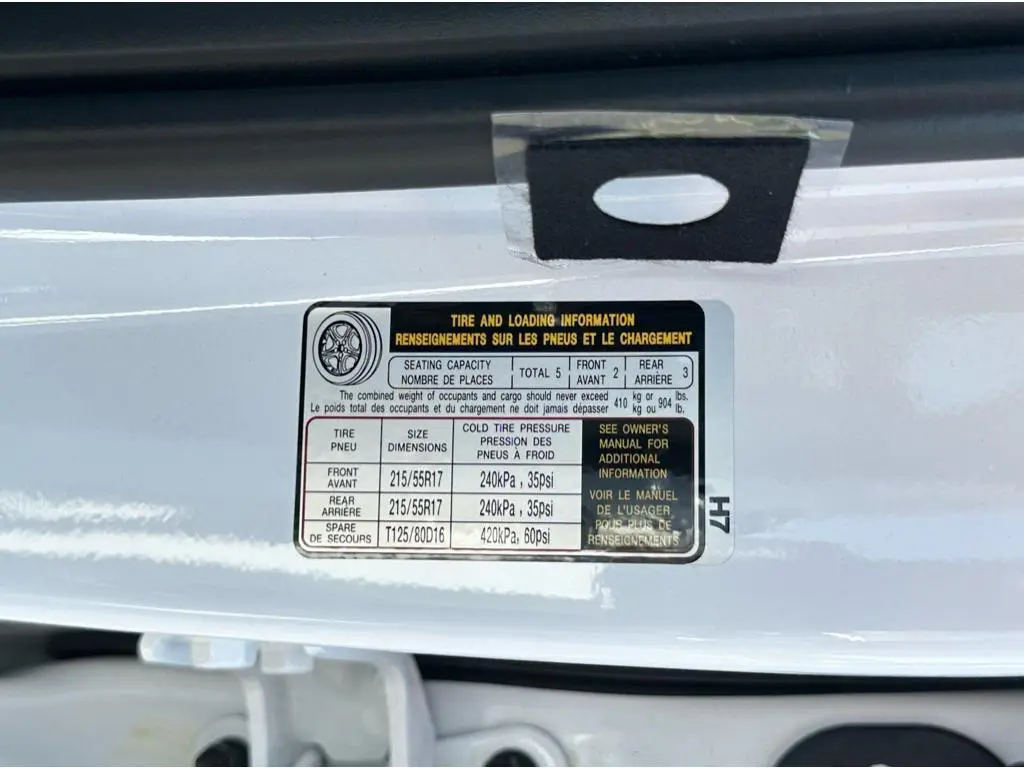 TIRE AND LOADING INFORMATION
RENSEIGNEMENTS SUR LES PNEUS ET LE CHARGEMENT
SEATING CAPACITY
NOMBRE DE PLACES
TOTAL 5
FRONT
AVANT 2
REAR
ARRIÈRE 3
The combined weight of occupants and cargo should never exceed 410 kg or 904 lbs.
Le poids total des occupants et du chargement ne doit jamais dépasser kg ou lb.
TIRE
PNEU
SIZE
DIMENSIONS
COLD TIRE PRESSURE
PRESSION DES
PNEUS À FROID
FRONT
AVANT
215/55R17
240kPa , 35psi
REAR
ARRIÈRE
215/55R17
240kPa , 35psi
SPARE
DE SECOURS
T125/80D16
420kPa, 60psi
SEE OWNER'S
MANUAL FOR
ADDITIONAL
INFORMATION
VOIR LE MANUEL
DE L'USAGER
POUR PLUS DE
RENSEIGNEMENTS
H7